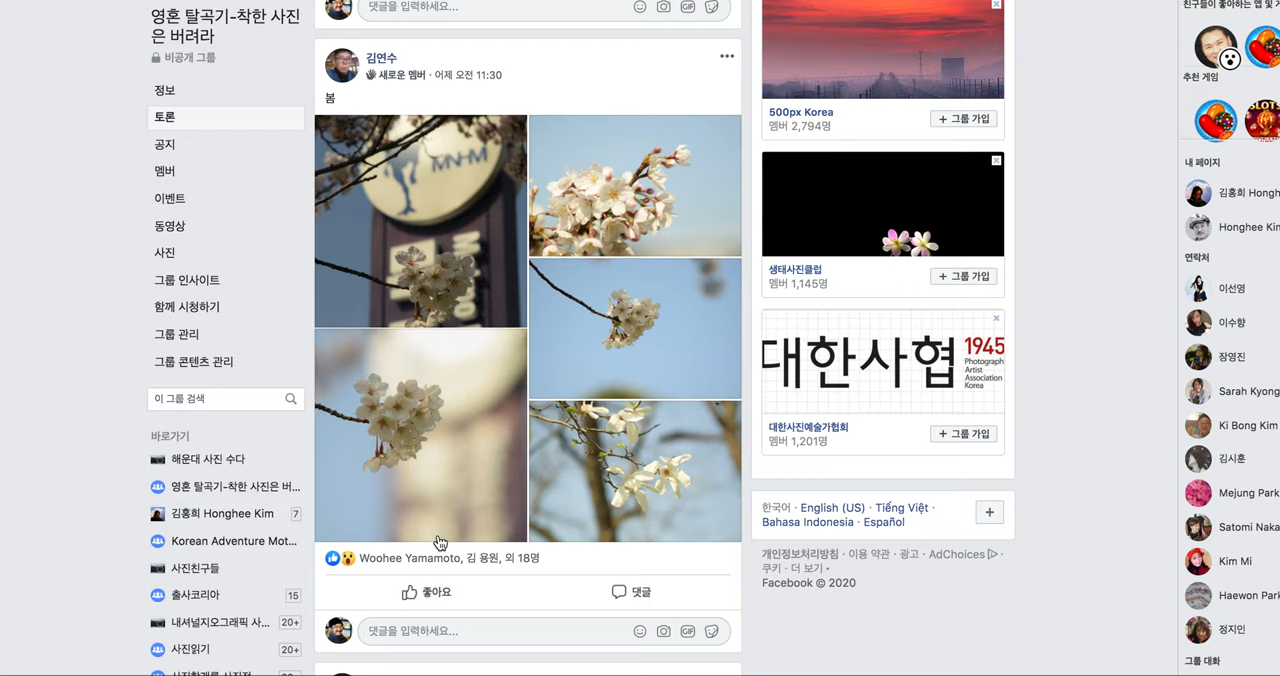 영혼 탈곡기-착한 사진
은 버려라
비공개 그룹
정보
토론
공지
멤버
이벤트
동영상
사진
그룹 인사이트
함께 시청하기
그룹 관리
그룹 콘텐츠 관리
이 그룹 검색
바로가기
해운대 사진 수다
영혼 탈곡기-착한 사진은 버...
김홍희 Honghee Kim 7
Korean Adventure Mot...
사진친구들
출사코리아 15
내셔널지오그래픽 사... 20+
사진읽기 20+
댓글을 입력하세요...
GIF
김연수
새로운 멤버 · 어제 오전 11:30
봄
MNHM
Woohee Yamamoto, 김 용원, 외 18명
좋아요
댓글
댓글을 입력하세요...
GIF
500px Korea
멤버 2,794명
+ 그룹 가입
생태사진클럽
멤버 1,145명
+ 그룹 가입
대한사협 1945
Photograph
Artist
Association
Korea
대한사진예술가협회
멤버 1,201명
+ 그룹 가입
한국어 · English (US) · Tiếng Việt ·
Bahasa Indonesia · Español
개인정보처리방침 · 이용 약관 · 광고 · AdChoices ·
쿠키 · 더 보기
Facebook © 2020
친구들이 좋아하는 앱 및
추천 게임
SLOTS
내 페이지
김홍희 Hongh
Honghee Kim
연락처
이선영
이수향
장영진
Sarah Kyong
Ki Bong Kim
김시훈
Mejung Park
Satomi Naka
Kim Mi
Haewon Park
정지인
그룹 대화